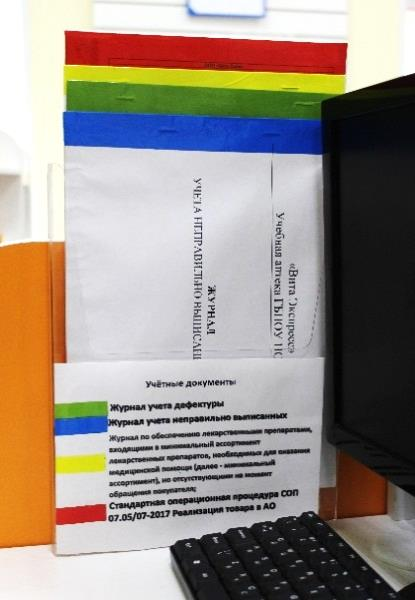 «Вита Экспресс»
Учебная аптека ГБПОУ
ЖУРНАЛ
УЧЕТА НЕПРАВИЛЬНО ВЫПИСАН
Учётные документы
Журнал учета дефектуры
Журнал учета неправильно выписанных
Журнал по обеспечению лекарственными препаратами,
входящими в минимальный ассортимент
лекарственных препаратов, необходимых для оказания
медицинской помощи (далее - минимальный
ассортимент), но отсутствующими на момент
обращения покупателя;
Стандартная операционная процедура СОП
07.05/07-2017 Реализация товара в АО